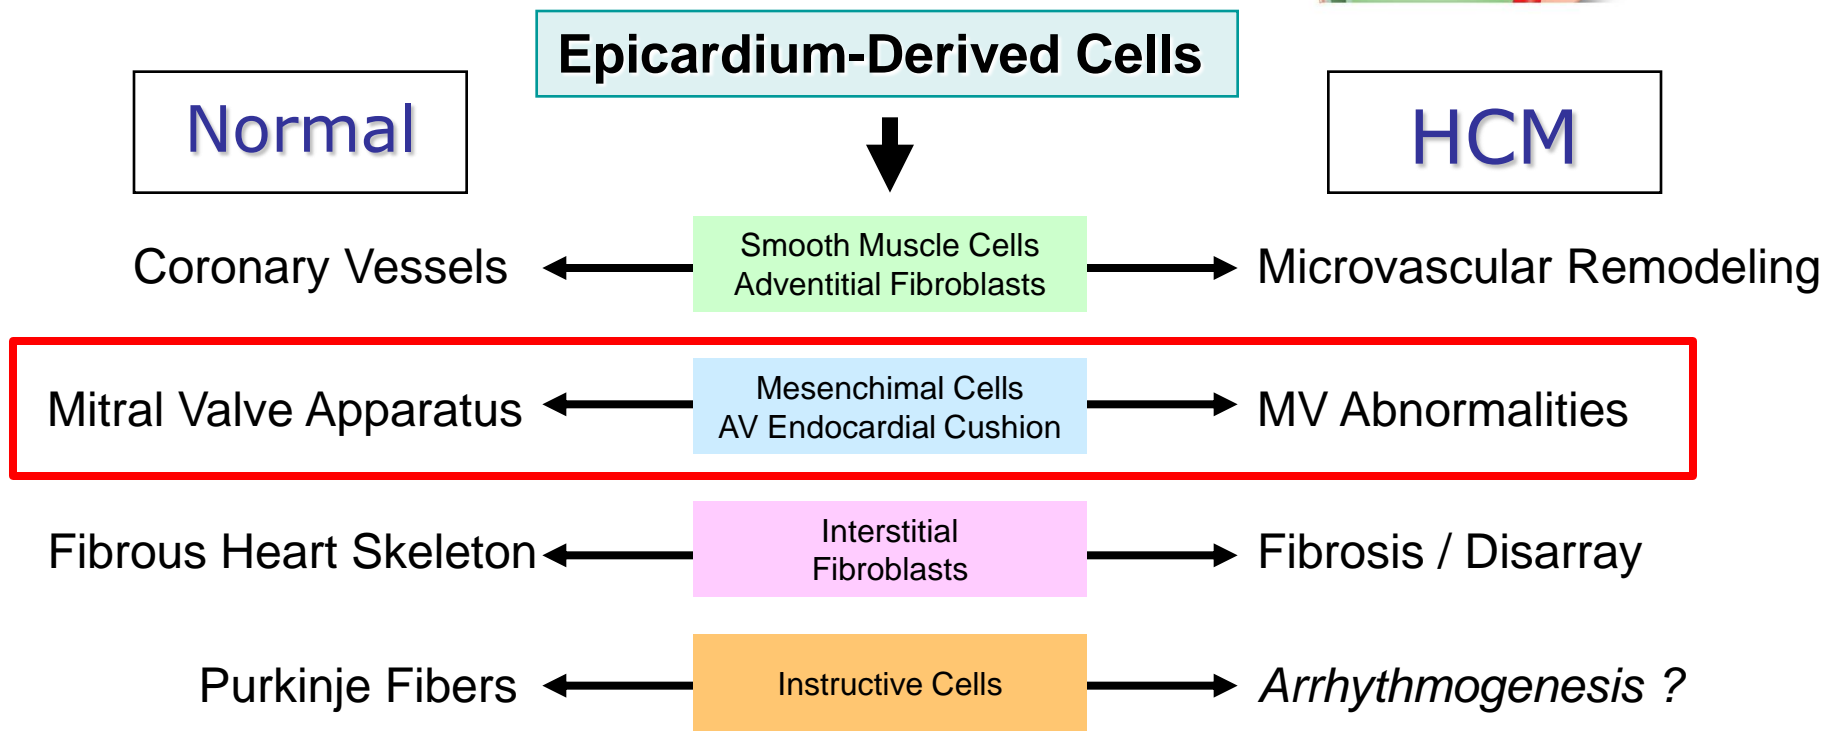 Epicardium-Derived Cells
Normal
HCM
Coronary Vessels
Smooth Muscle Cells
Adventitial Fibroblasts
Microvascular Remodeling
Mitral Valve Apparatus
Mesenchimal Cells
AV Endocardial Cushion
MV Abnormalities
Fibrous Heart Skeleton
Interstitial
Fibroblasts
Fibrosis / Disarray
Purkinje Fibers
Instructive Cells
Arrhythmogenesis ?